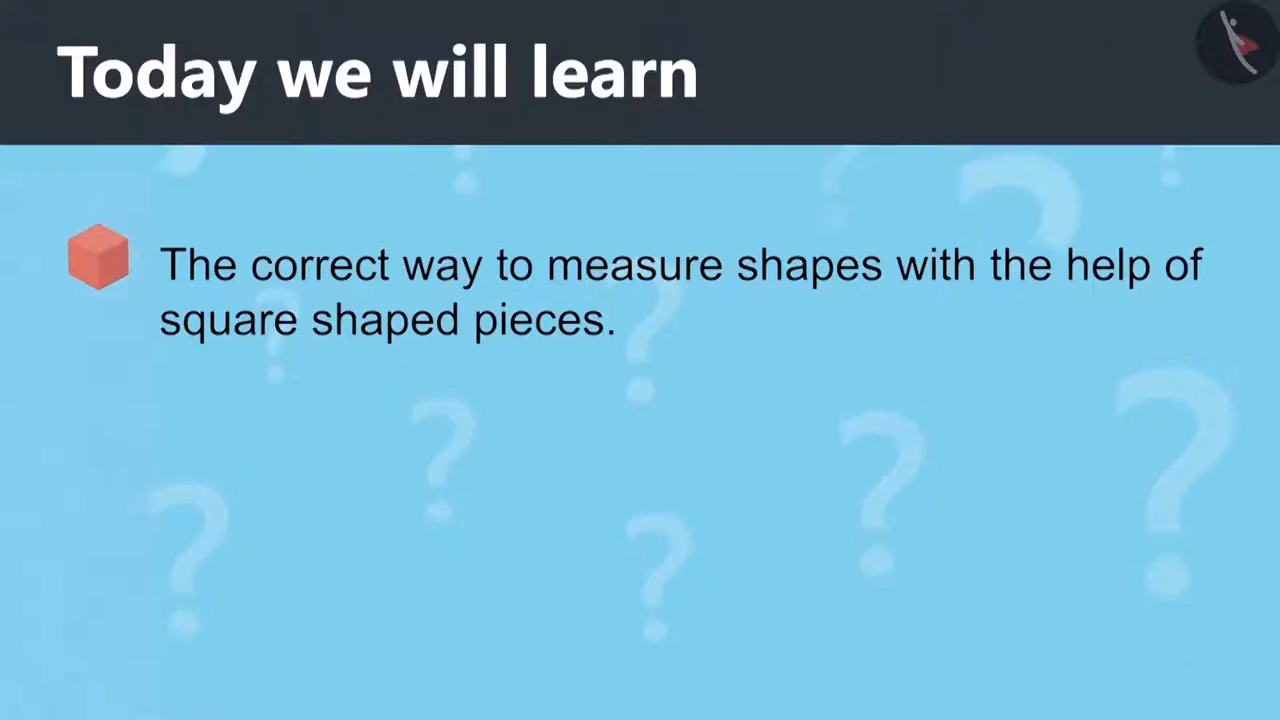 Today we will learn
The correct way to measure shapes with the help of
square shaped pieces.